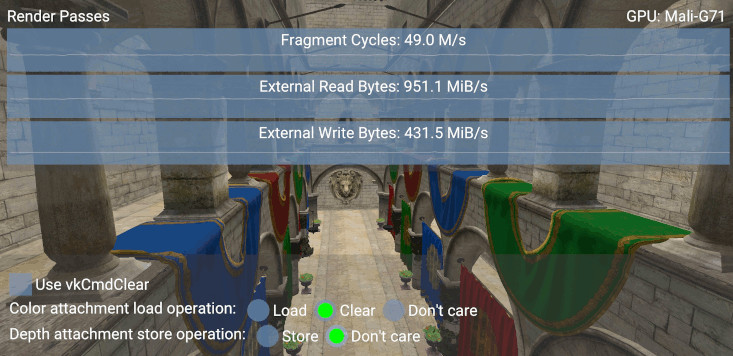 Render Passes
GPU: Mali-G71
Fragment Cycles: 49.0 M/s
External Read Bytes: 951.1 MiB/s
External Write Bytes: 431.5 MiB/s
Use vkCmdClear
Color attachment load operation: Load Clear Don't care
Depth attachment store operation: Store Don't care